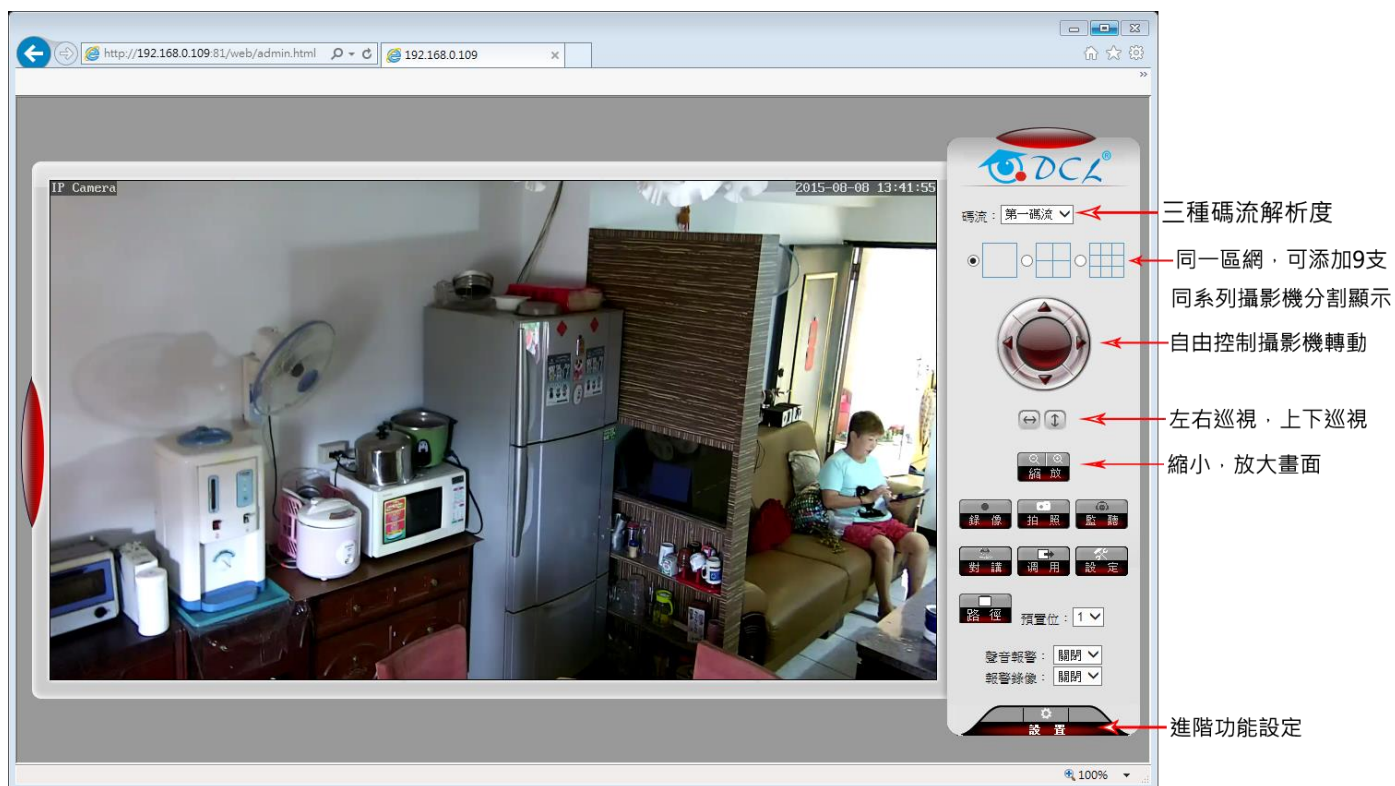 http://192.168.0.109:81/web/admin.html
192.168.0.109
IP Camera
2015-08-08 13:41:55
DCL®
碼流：
第一碼流
三種碼流解析度
同一區網，可添加9支
同系列攝影機分割顯示
自由控制攝影機轉動
左右巡視，上下巡視
縮 放
縮小，放大畫面
錄 像
拍 照
監 聽
對 講
调 用
設 定
路 徑
預置位：
1
聲音報警：
關閉
報警錄像：
關閉
設 置
進階功能設定
100%